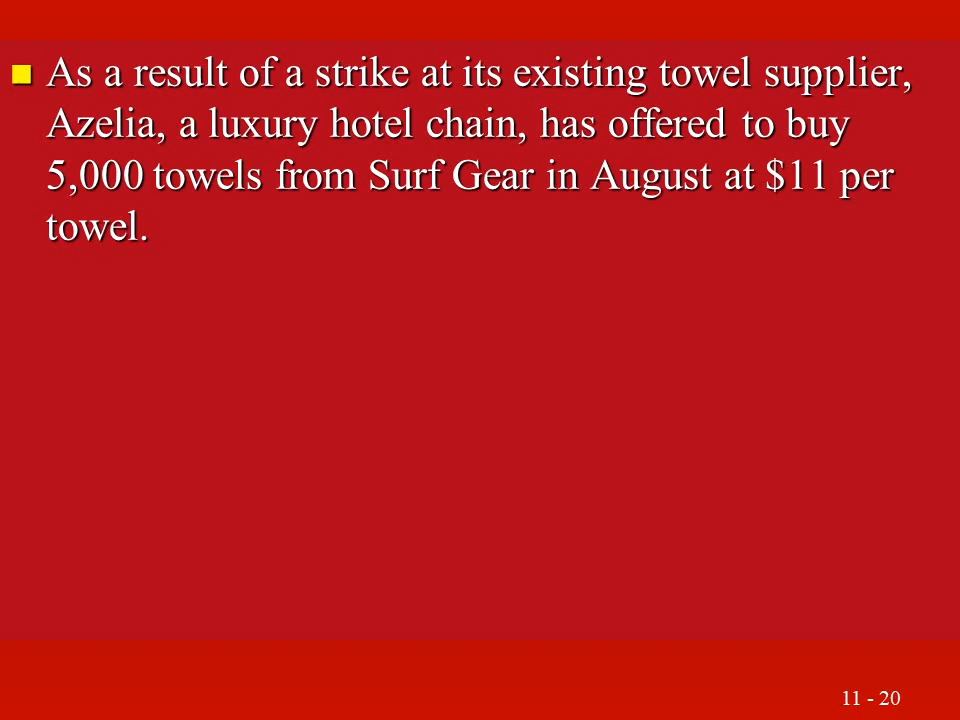 As a result of a strike at its existing towel supplier,
Azelia, a luxury hotel chain, has offered to buy
5,000 towels from Surf Gear in August at $11 per
towel.
11 - 20